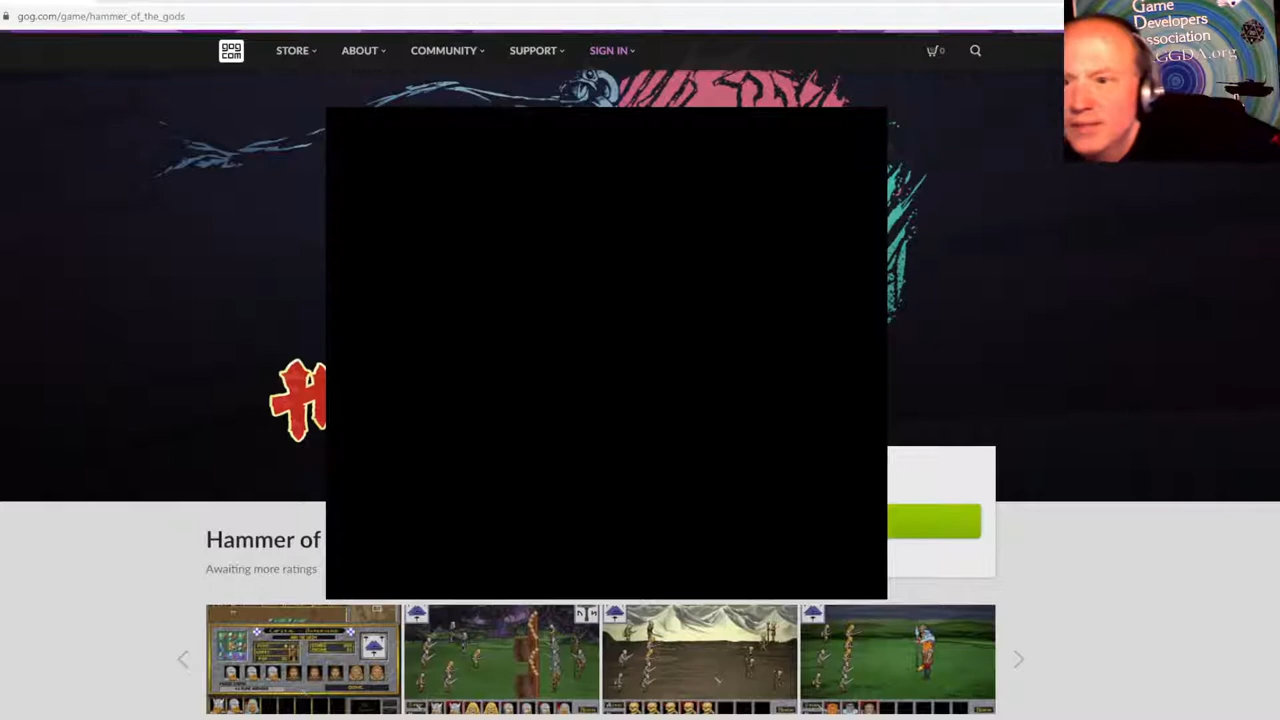 gog.com/game/hammer_of_the_gods
Game
Developers
Association
GGDA.org
gog
com
STORE
ABOUT
COMMUNITY
SUPPORT
SIGN IN
0
Hammer of
Awaiting more ratings